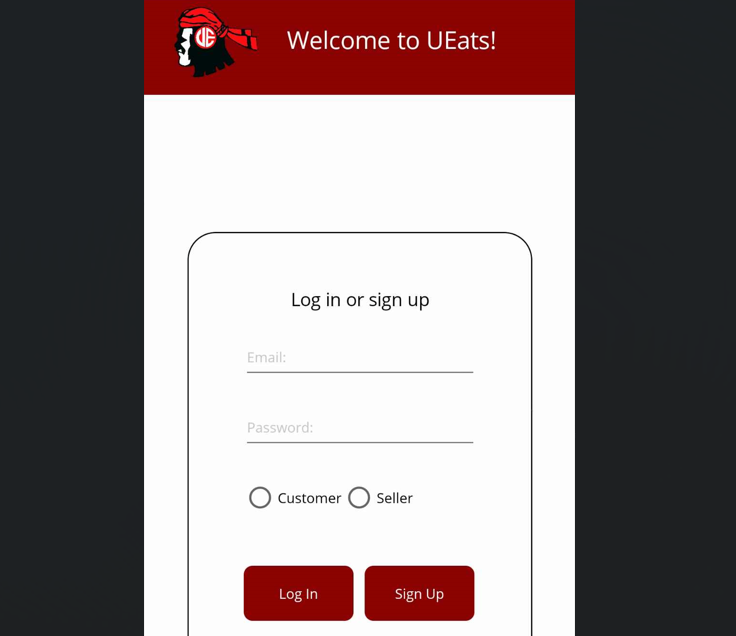 UE
Welcome to UEats!
Log in or sign up
Email:
Password:
Customer Seller
Log In Sign Up